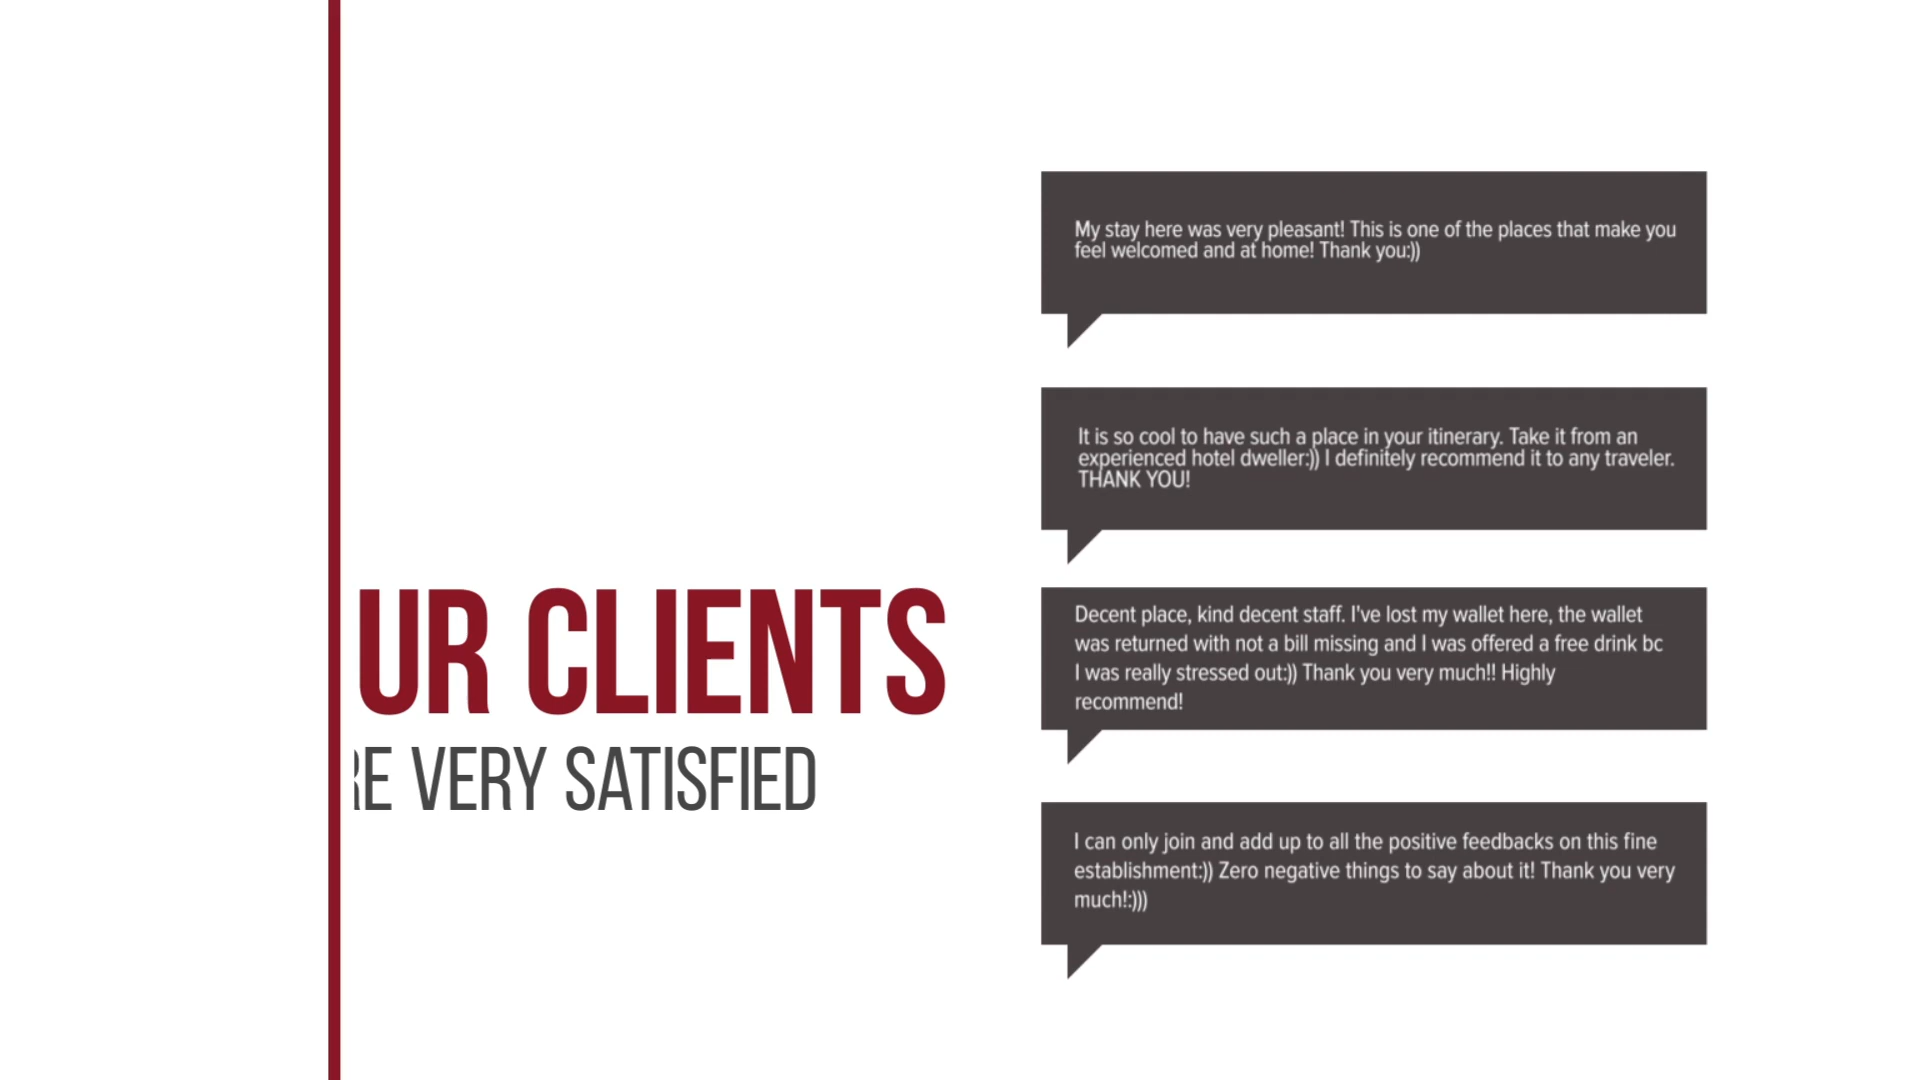 UR CLIENTS
RE VERY SATISFIED
My stay here was very pleasant! This is one of the places that make you
feel welcomed and at home! Thank you:))
It is so cool to have such a place in your itinerary. Take it from an
experienced hotel dweller:)) I definitely recommend it to any traveler.
THANK YOU!
Decent place, kind decent staff. I've lost my wallet here, the wallet
was returned with not a bill missing and I was offered a free drink bc
I was really stressed out:)) Thank you very much!! Highly
recommend!
I can only join and add up to all the positive feedbacks on this fine
establishment:)) Zero negative things to say about it! Thank you very
much!:)))